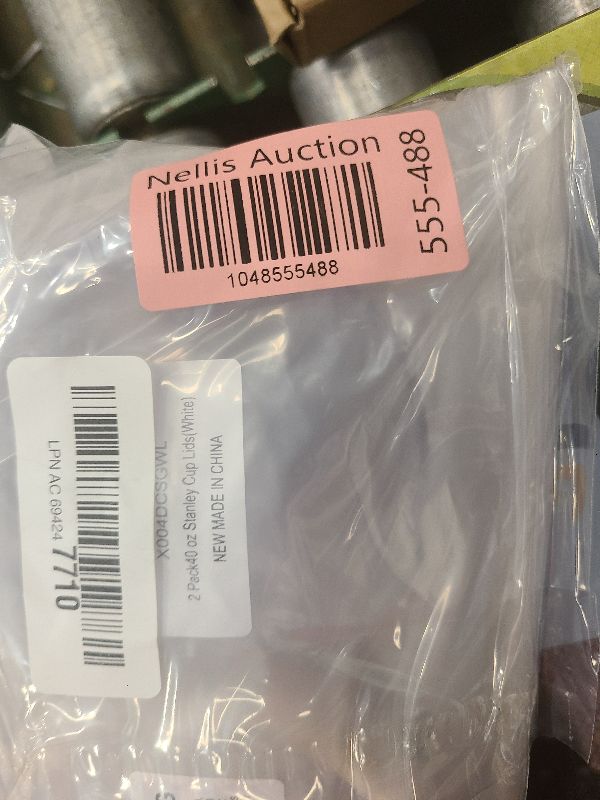 Nellis Auction
1048555488
555-488
LPN AC 69424
7710
X004DCSGWL
2 Pack40 oz Stanley Cup Lids(White)
NEW MADE IN CHINA